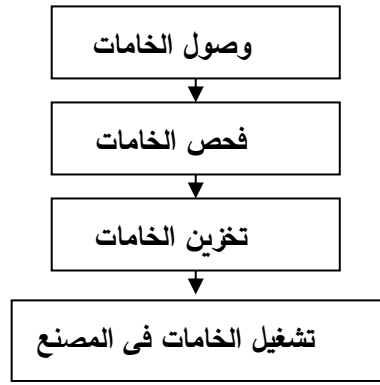 وصول الخامات
فحص الخامات
تخزين الخامات
تشغيل الخامات فى المصنع